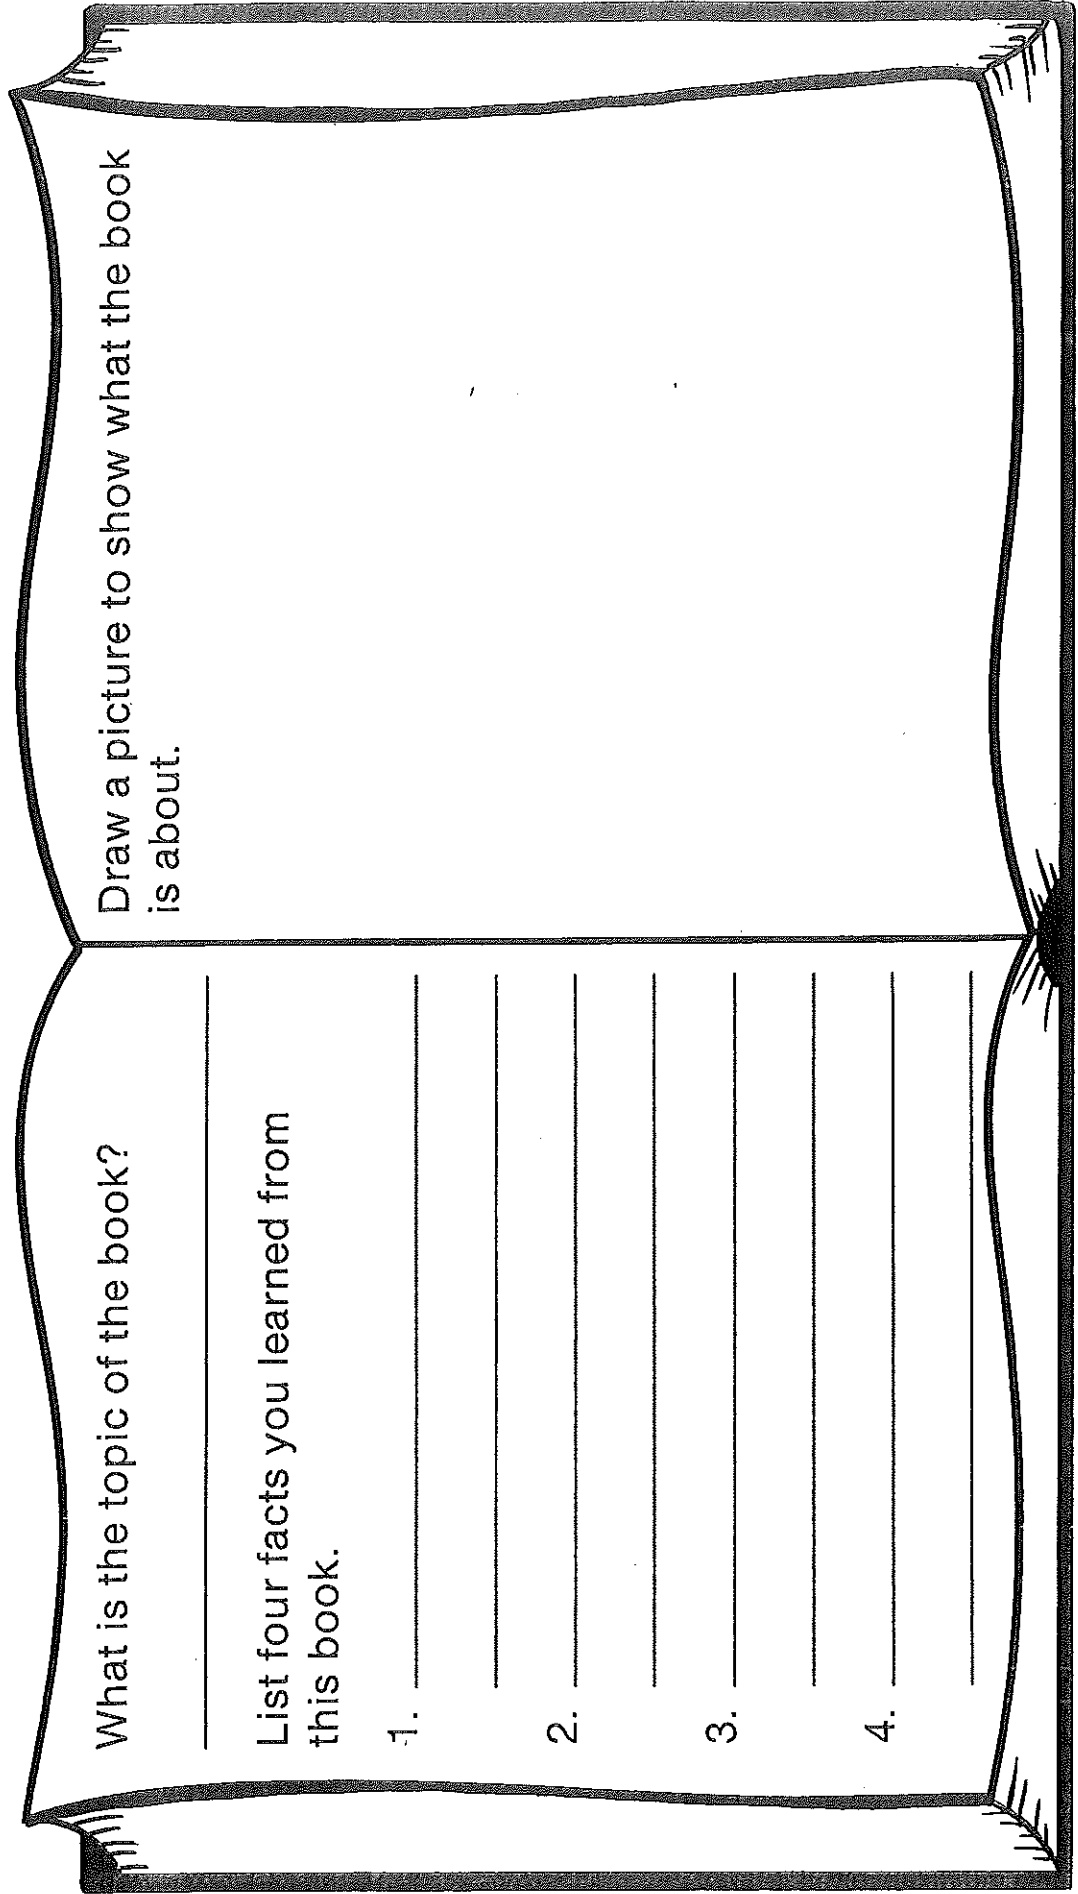 What is the topic of the book?
List four facts you learned from
this book.
1.
2.
3.
4.
Draw a picture to show what the book
is about.